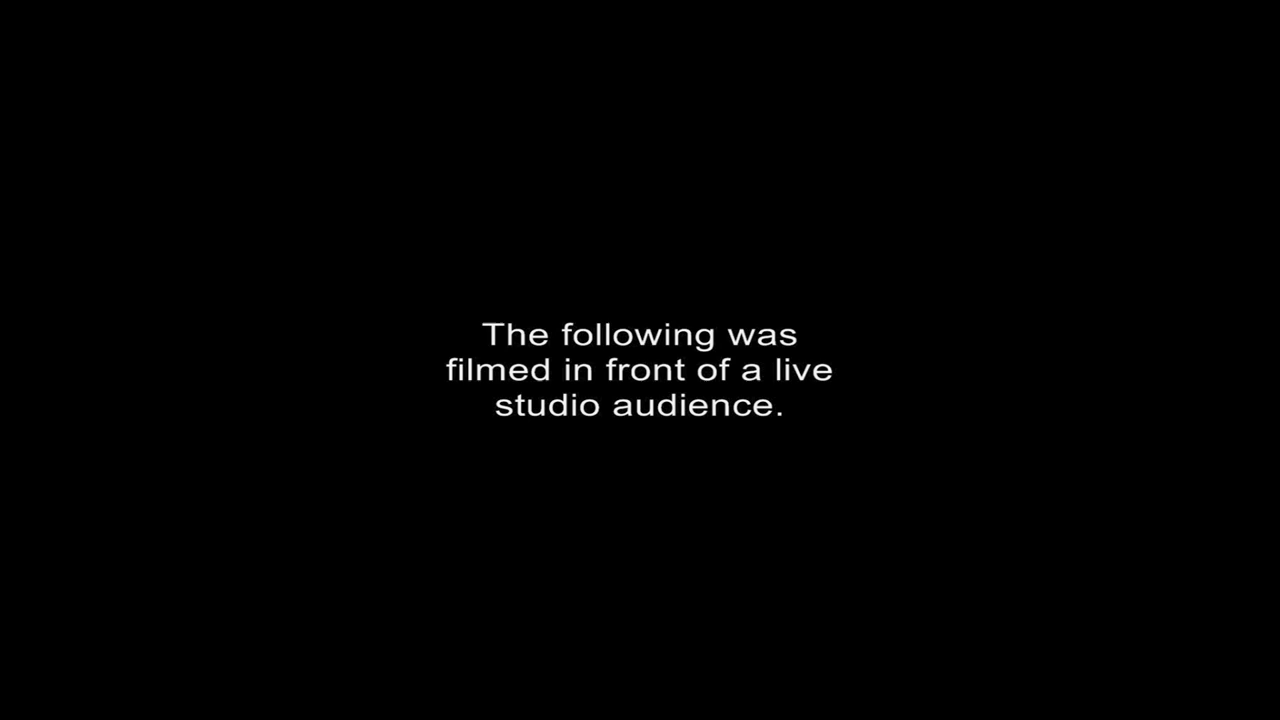 The following was
filmed in front of a live
studio audience.